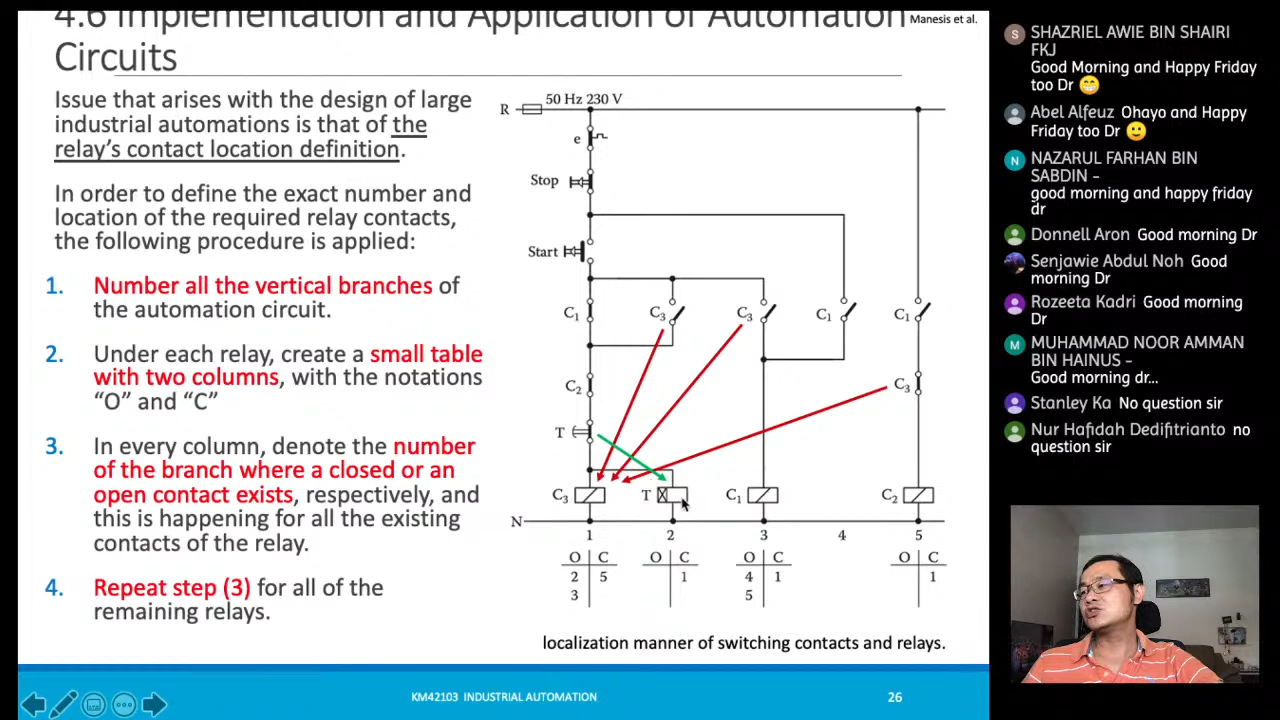 4.6 Implementation and Application of Automation
Circuits
Manesis et al.
Issue that arises with the design of large
industrial automations is that of the
relay's contact location definition.
In order to define the exact number and
location of the required relay contacts,
the following procedure is applied:
1. Number all the vertical branches of
the automation circuit.
2. Under each relay, create a small table
with two columns, with the notations
"O" and "C"
3. In every column, denote the number
of the branch where a closed or an
open contact exists, respectively, and
this is happening for all the existing
contacts of the relay.
4. Repeat step (3) for all of the
remaining relays.
R 50 Hz 230 V
e
Stop
Start
C1 C3 C3 C1 C1
C2 C3
T
C3 T C1 C2
N
1 2 3 4 5
O C O C O C O C
2 5 1 4 1 1
3 5
localization manner of switching contacts and relays.
KM42103 INDUSTRIAL AUTOMATION
26
S SHAZRIEL AWIE BIN SHAIRI
FKJ
Good Morning and Happy Friday
too Dr 😁
Abel Alfeuz Ohayo and Happy
Friday too Dr 🙂
N NAZARUL FARHAN BIN
SABDIN -
good morning and happy friday
dr
Donnell Aron Good morning Dr
Senjawie Abdul Noh Good
morning Dr
Rozeeta Kadri Good morning
Dr
M MUHAMMAD NOOR AMMAN
BIN HAINUS -
Good morning dr...
Stanley Ka No question sir
Nur Hafidah Dedifitrianto no
question sir